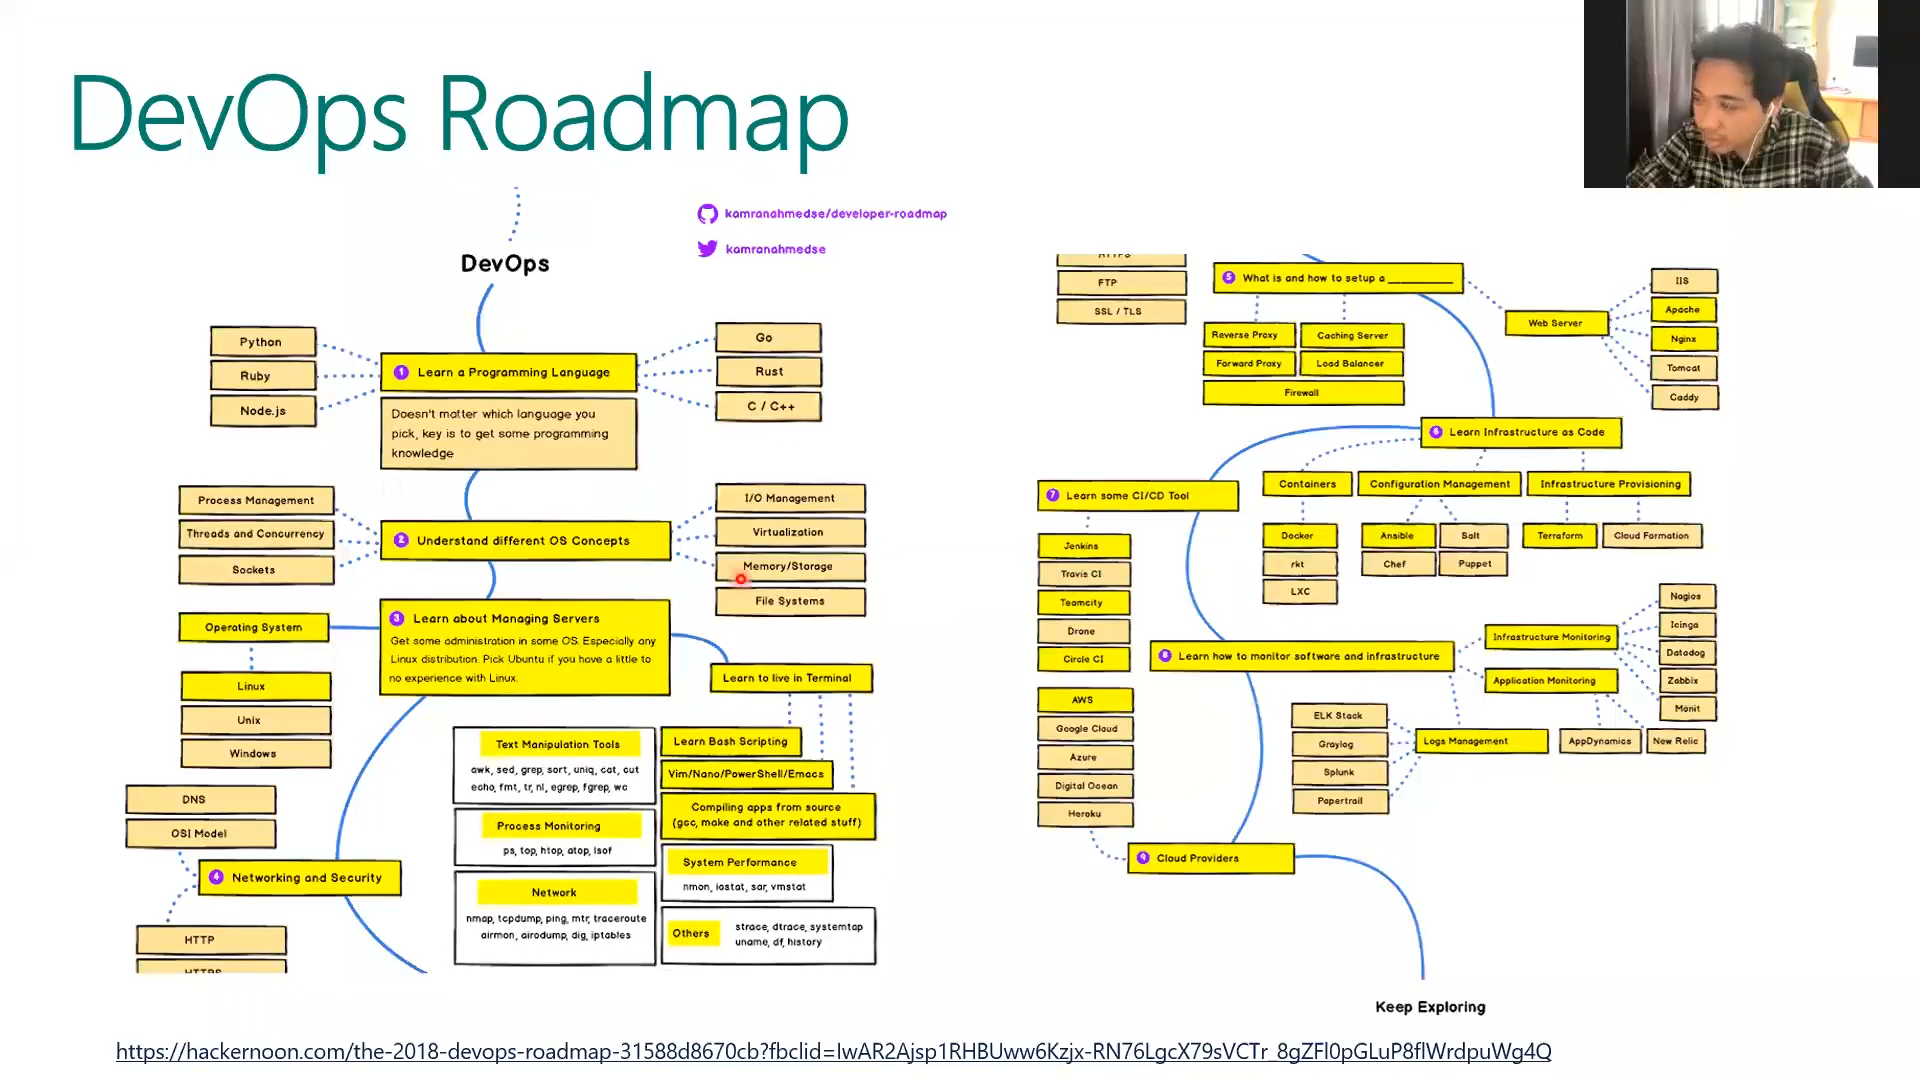 DevOps Roadmap
kamranahmedse/developer-roadmap
kamranahmedse
DevOps
Python
Ruby
Node.js
1 Learn a Programming Language
Doesn't matter which language you
pick, key is to get some programming
knowledge
Go
Rust
C / C++
Process Management
Threads and Concurrency
Sockets
2 Understand different OS Concepts
I/O Management
Virtualization
Memory/Storage
File Systems
Operating System
Linux
Unix
Windows
3 Learn about Managing Servers
Get some administration in some OS. Especially any
Linux distribution. Pick Ubuntu if you have a little to
no experience with Linux.
Learn to live in Terminal
Text Manipulation Tools
awk, sed, grep, sort, uniq, cat, cut
echo, fmt, tr, nl, egrep, fgrep, wc
Process Monitoring
ps, top, htop, atop, lsof
Network
nmap, tcpdump, ping, mtr, traceroute
airmon, airodump, dig, iptables
Learn Bash Scripting
Vim/Nano/PowerShell/Emacs
Compiling apps from source
(gcc, make and other related stuff)
System Performance
nmon, iostat, sar, vmstat
Others
strace, dtrace, systemtap
uname, df, history
DNS
OSI Model
4 Networking and Security
HTTP
HTTPS
HTTPS
FTP
SSL / TLS
5 What is and how to setup a ___________
Reverse Proxy
Caching Server
Forward Proxy
Load Balancer
Firewall
Web Server
IIS
Apache
Nginx
Tomcat
Caddy
6 Learn Infrastructure as Code
Containers
Configuration Management
Infrastructure Provisioning
Docker
rkt
LXC
Ansible
Salt
Chef
Puppet
Terraform
Cloud Formation
7 Learn some CI/CD Tool
Jenkins
Travis CI
Teamcity
Drone
Circle CI
8 Learn how to monitor software and infrastructure
Infrastructure Monitoring
Application Monitoring
Nagios
Icinga
Datadog
Zabbix
Monit
AppDynamics
New Relic
Logs Management
ELK Stack
Graylog
Splunk
Papertrail
AWS
Google Cloud
Azure
Digital Ocean
Heroku
9 Cloud Providers
Keep Exploring
https://hackernoon.com/the-2018-devops-roadmap-31588d8670cb?fbclid=IwAR2Ajsp1RHBUww6Kzjx-RN76LgcX79sVCTr_8gZFl0pGLuP8flWrdpuWg4Q